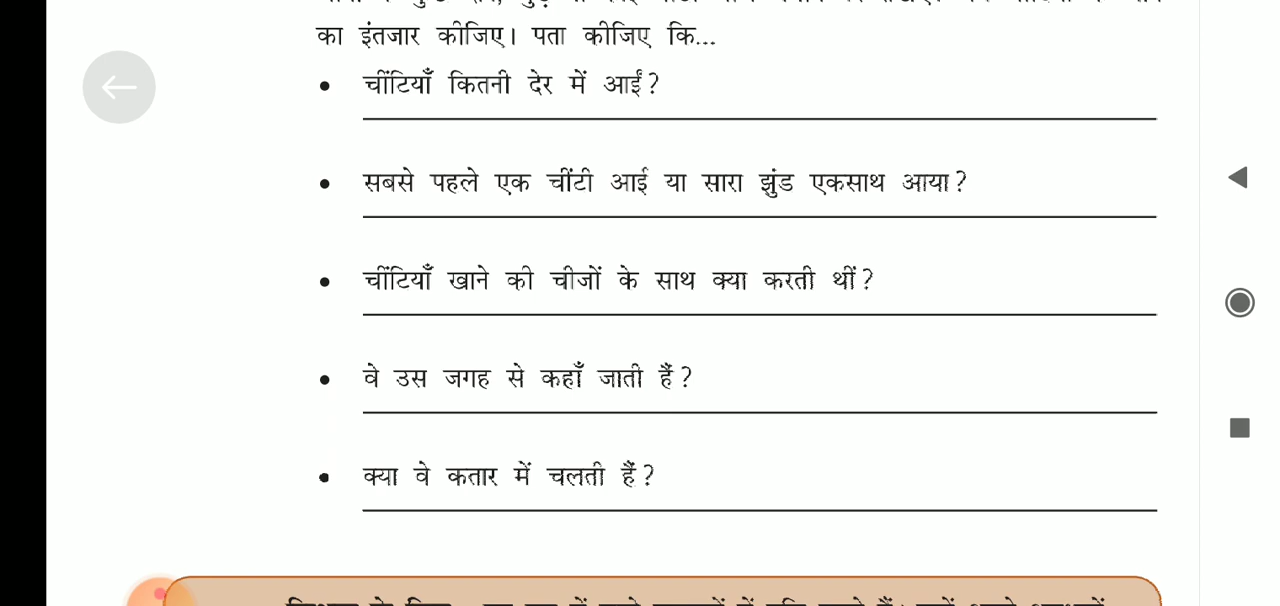 का इंतजार कीजिए। पता कीजिए कि...
• चींटियाँ कितनी देर में आईं?
• सबसे पहले एक चींटी आई या सारा झुंड एकसाथ आया?
• चींटियाँ खाने की चीजों के साथ क्या करती थीं?
• वे उस जगह से कहाँ जाती हैं?
• क्या वे कतार में चलती हैं?